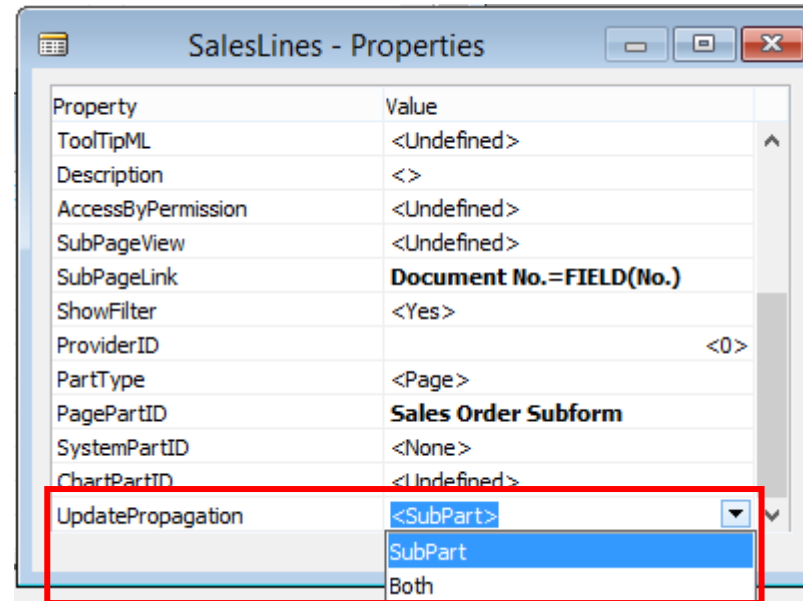 SalesLines - Properties
Property Value
ToolTipML <Undefined>
Description <>
AccessByPermission <Undefined>
SubPageView <Undefined>
SubPageLink Document No.=FIELD(No.)
ShowFilter <Yes>
ProviderID <0>
PartType <Page>
PagePartID Sales Order Subform
SystemPartID <None>
ChartPartID <Undefined>
UpdatePropagation <SubPart>
SubPart
Both